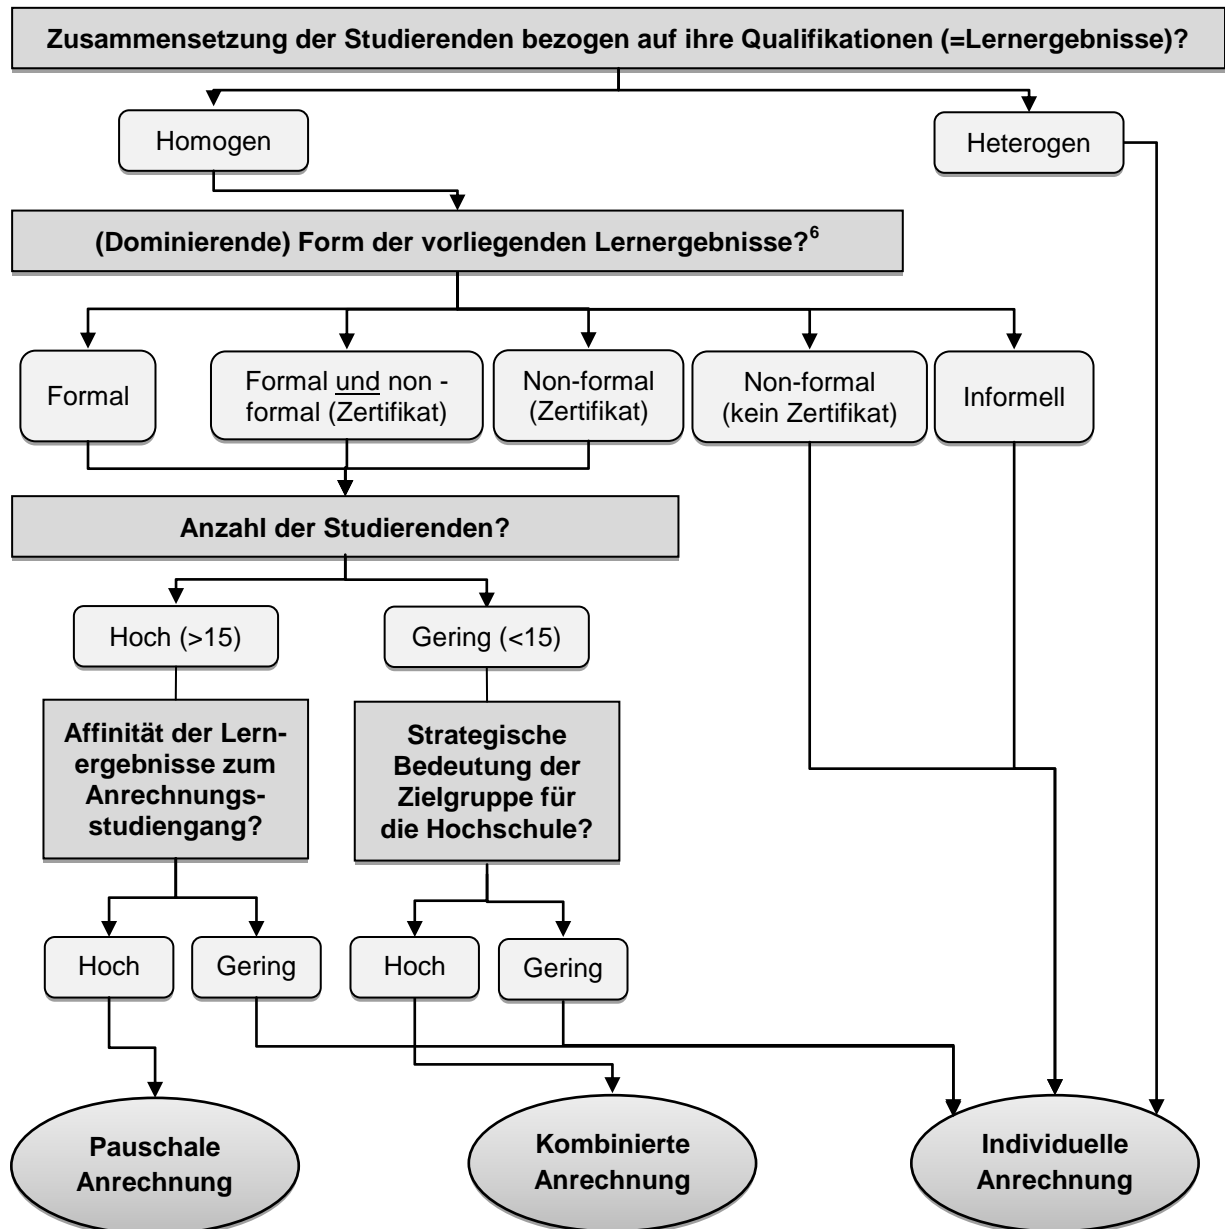 Zusammensetzung der Studierenden bezogen auf ihre Qualifikationen (=Lernergebnisse)?
Homogen
Heterogen
(Dominierende) Form der vorliegenden Lernergebnisse?⁶
Formal
Formal und non -
formal (Zertifikat)
Non-formal
(Zertifikat)
Non-formal
(kein Zertifikat)
Informell
Anzahl der Studierenden?
Hoch (>15)
Gering (<15)
Affinität der Lern-
ergebnisse zum
Anrechnungs-
studiengang?
Strategische
Bedeutung der
Zielgruppe für
die Hochschule?
Hoch
Gering
Hoch
Gering
Pauschale
Anrechnung
Kombinierte
Anrechnung
Individuelle
Anrechnung